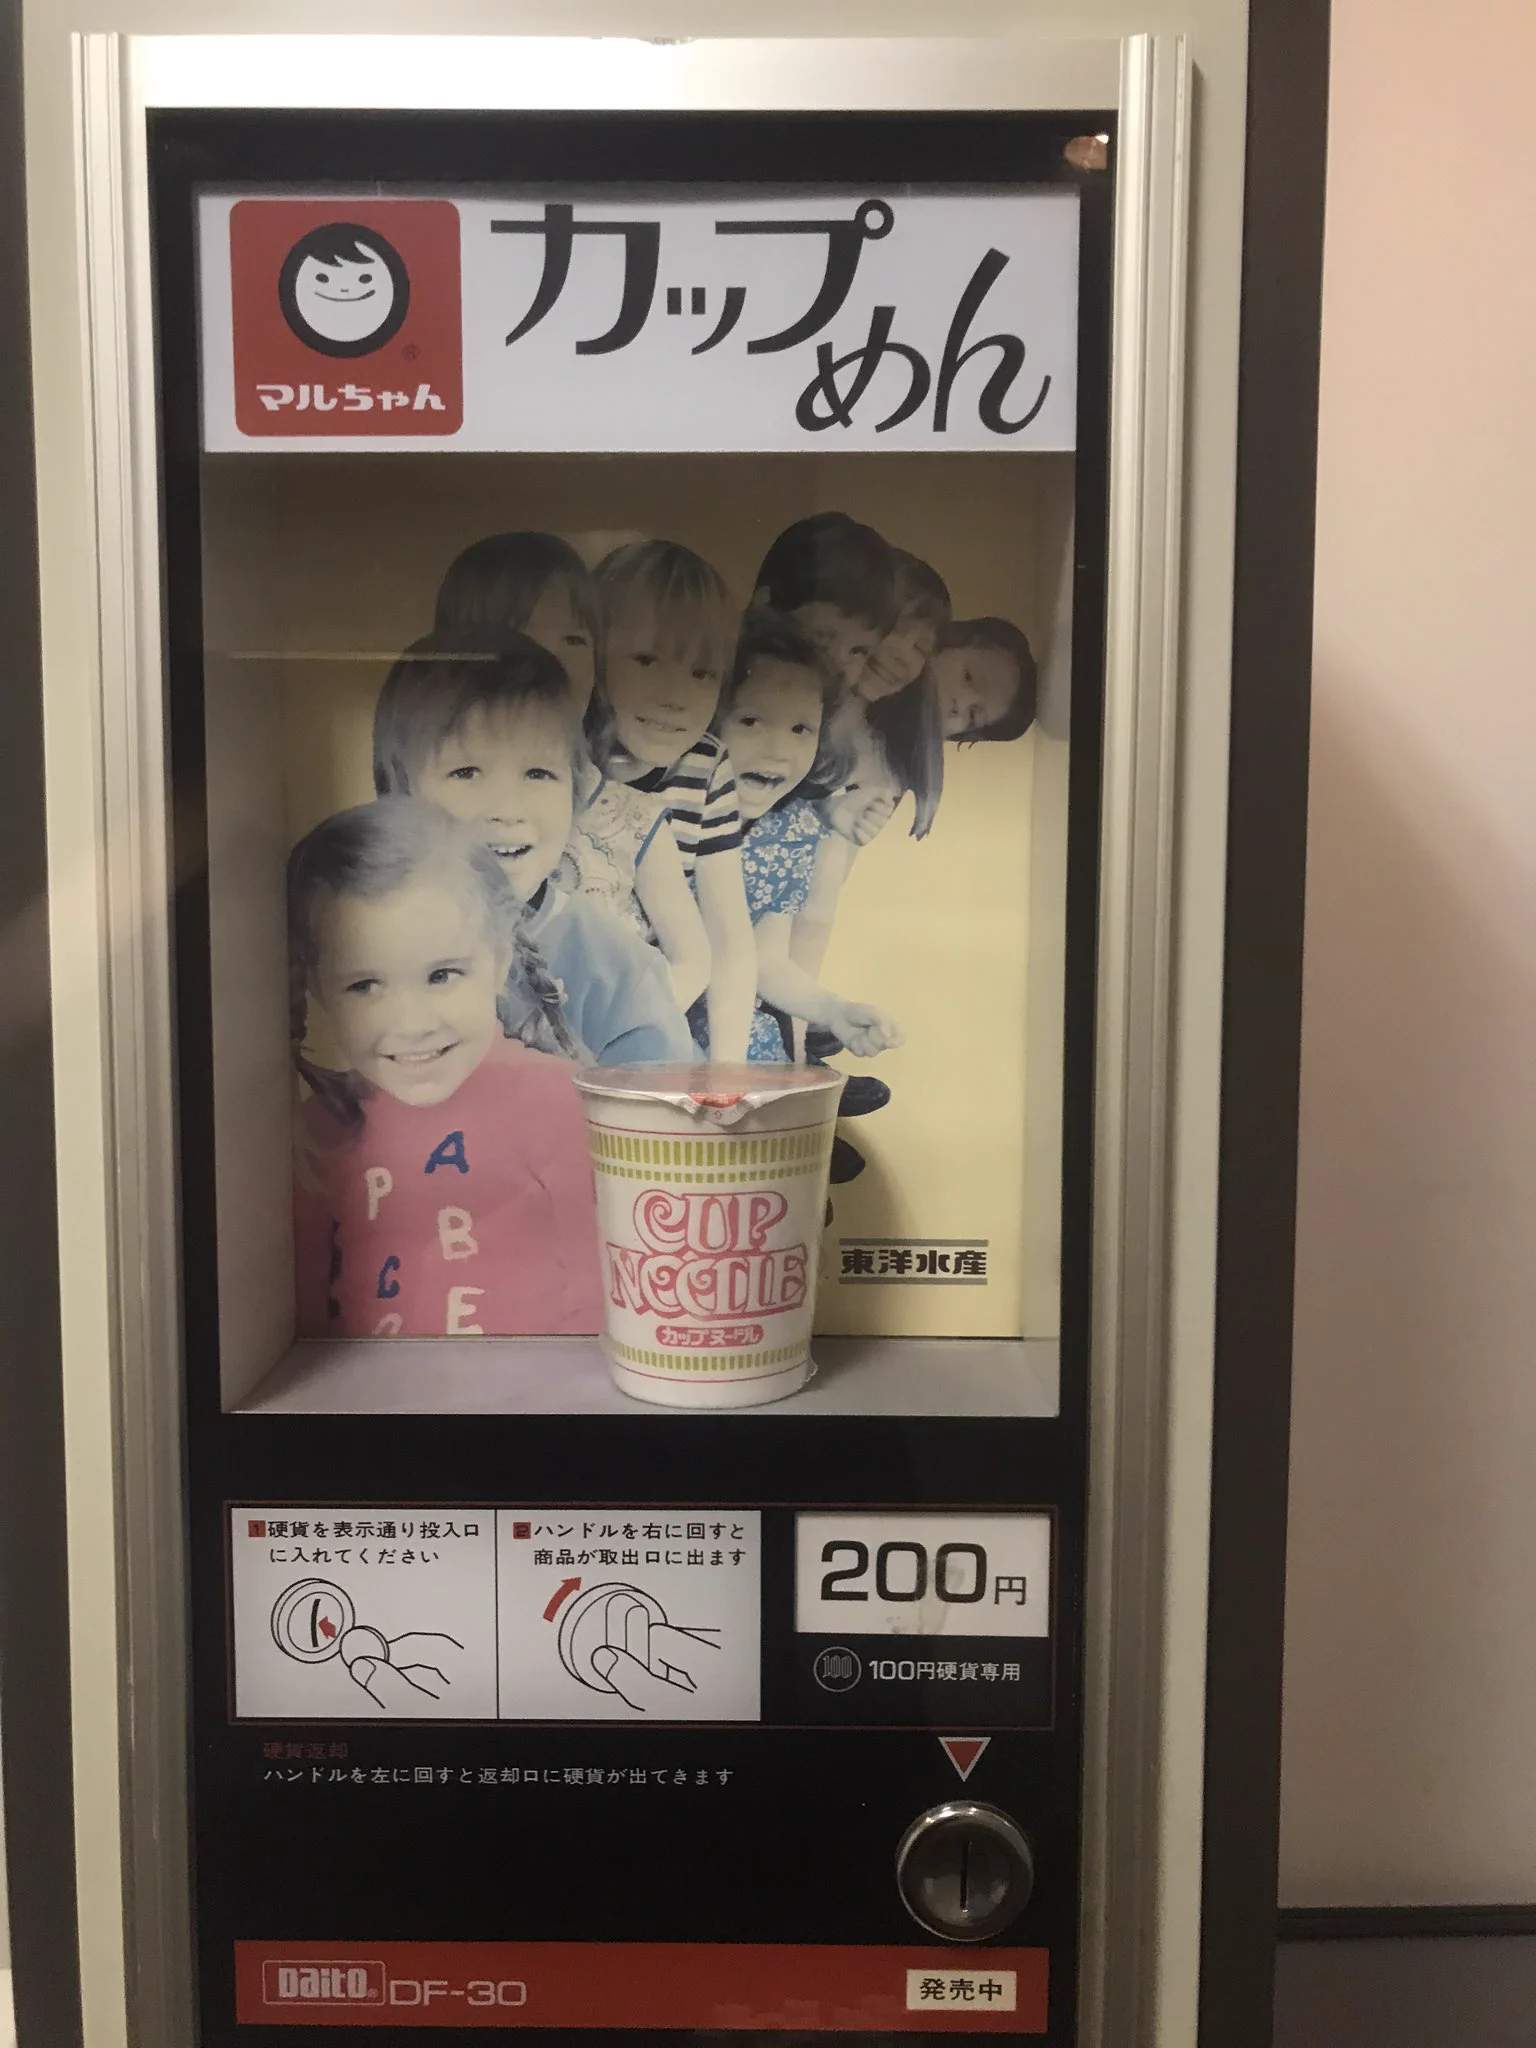 カップ
めん
マルちゃん
A
P
B
C
E
CUP
NOODLE
カップヌードル
東洋水産
1 硬貨を表示通り投入口
に入れてください
2 ハンドルを右に回すと
商品が取出口に出ます
200円
100 100円硬貨専用
硬貨返却
ハンドルを左に回すと返却口に硬貨が出てきます
Daito® DF-30
発売中